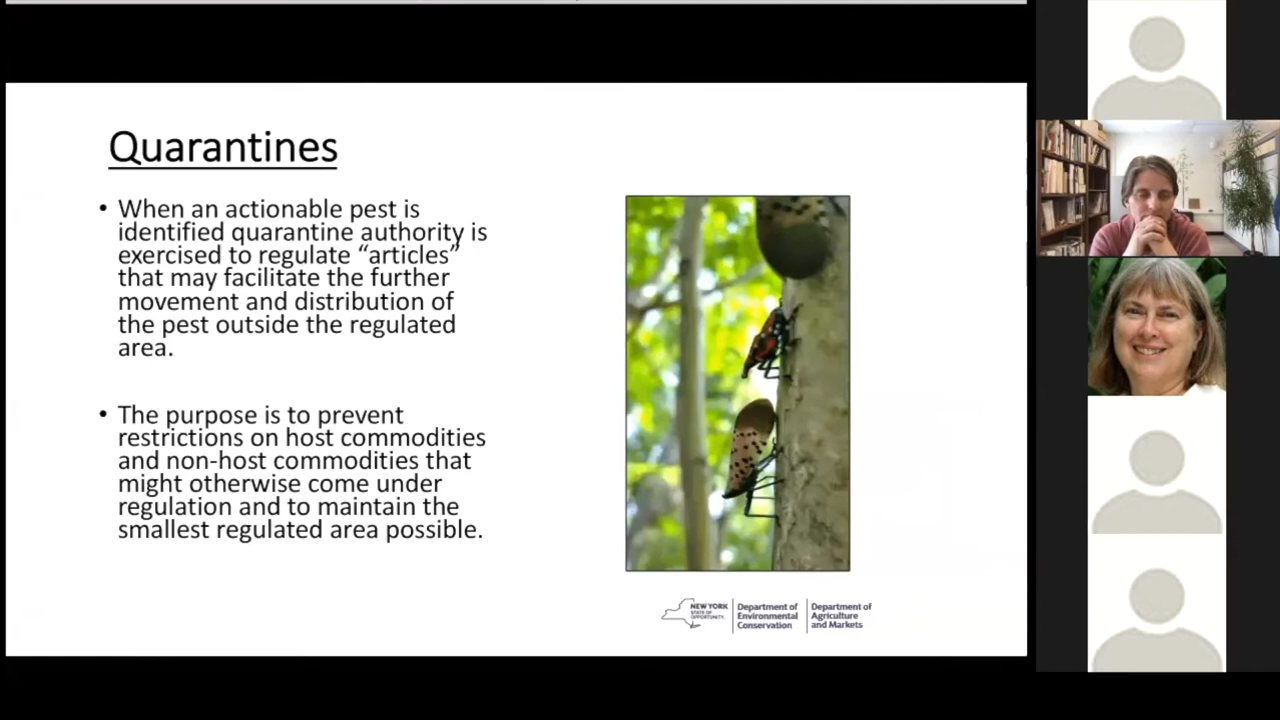 Quarantines
• When an actionable pest is
identified quarantine authority is
exercised to regulate “articles”
that may facilitate the further
movement and distribution of
the pest outside the regulated
area.
• The purpose is to prevent
restrictions on host commodities
and non-host commodities that
might otherwise come under
regulation and to maintain the
smallest regulated area possible.
NEW YORK
STATE OF
OPPORTUNITY.
Department of
Environmental
Conservation
Department of
Agriculture
and Markets